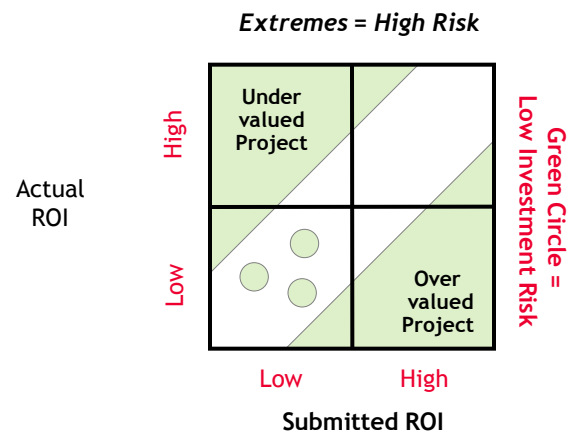 Extremes = High Risk
Under
valued
Project
High
Actual
ROI
Green Circle =
Low Investment Risk
Low
Over
valued
Project
Low
High
Submitted ROI